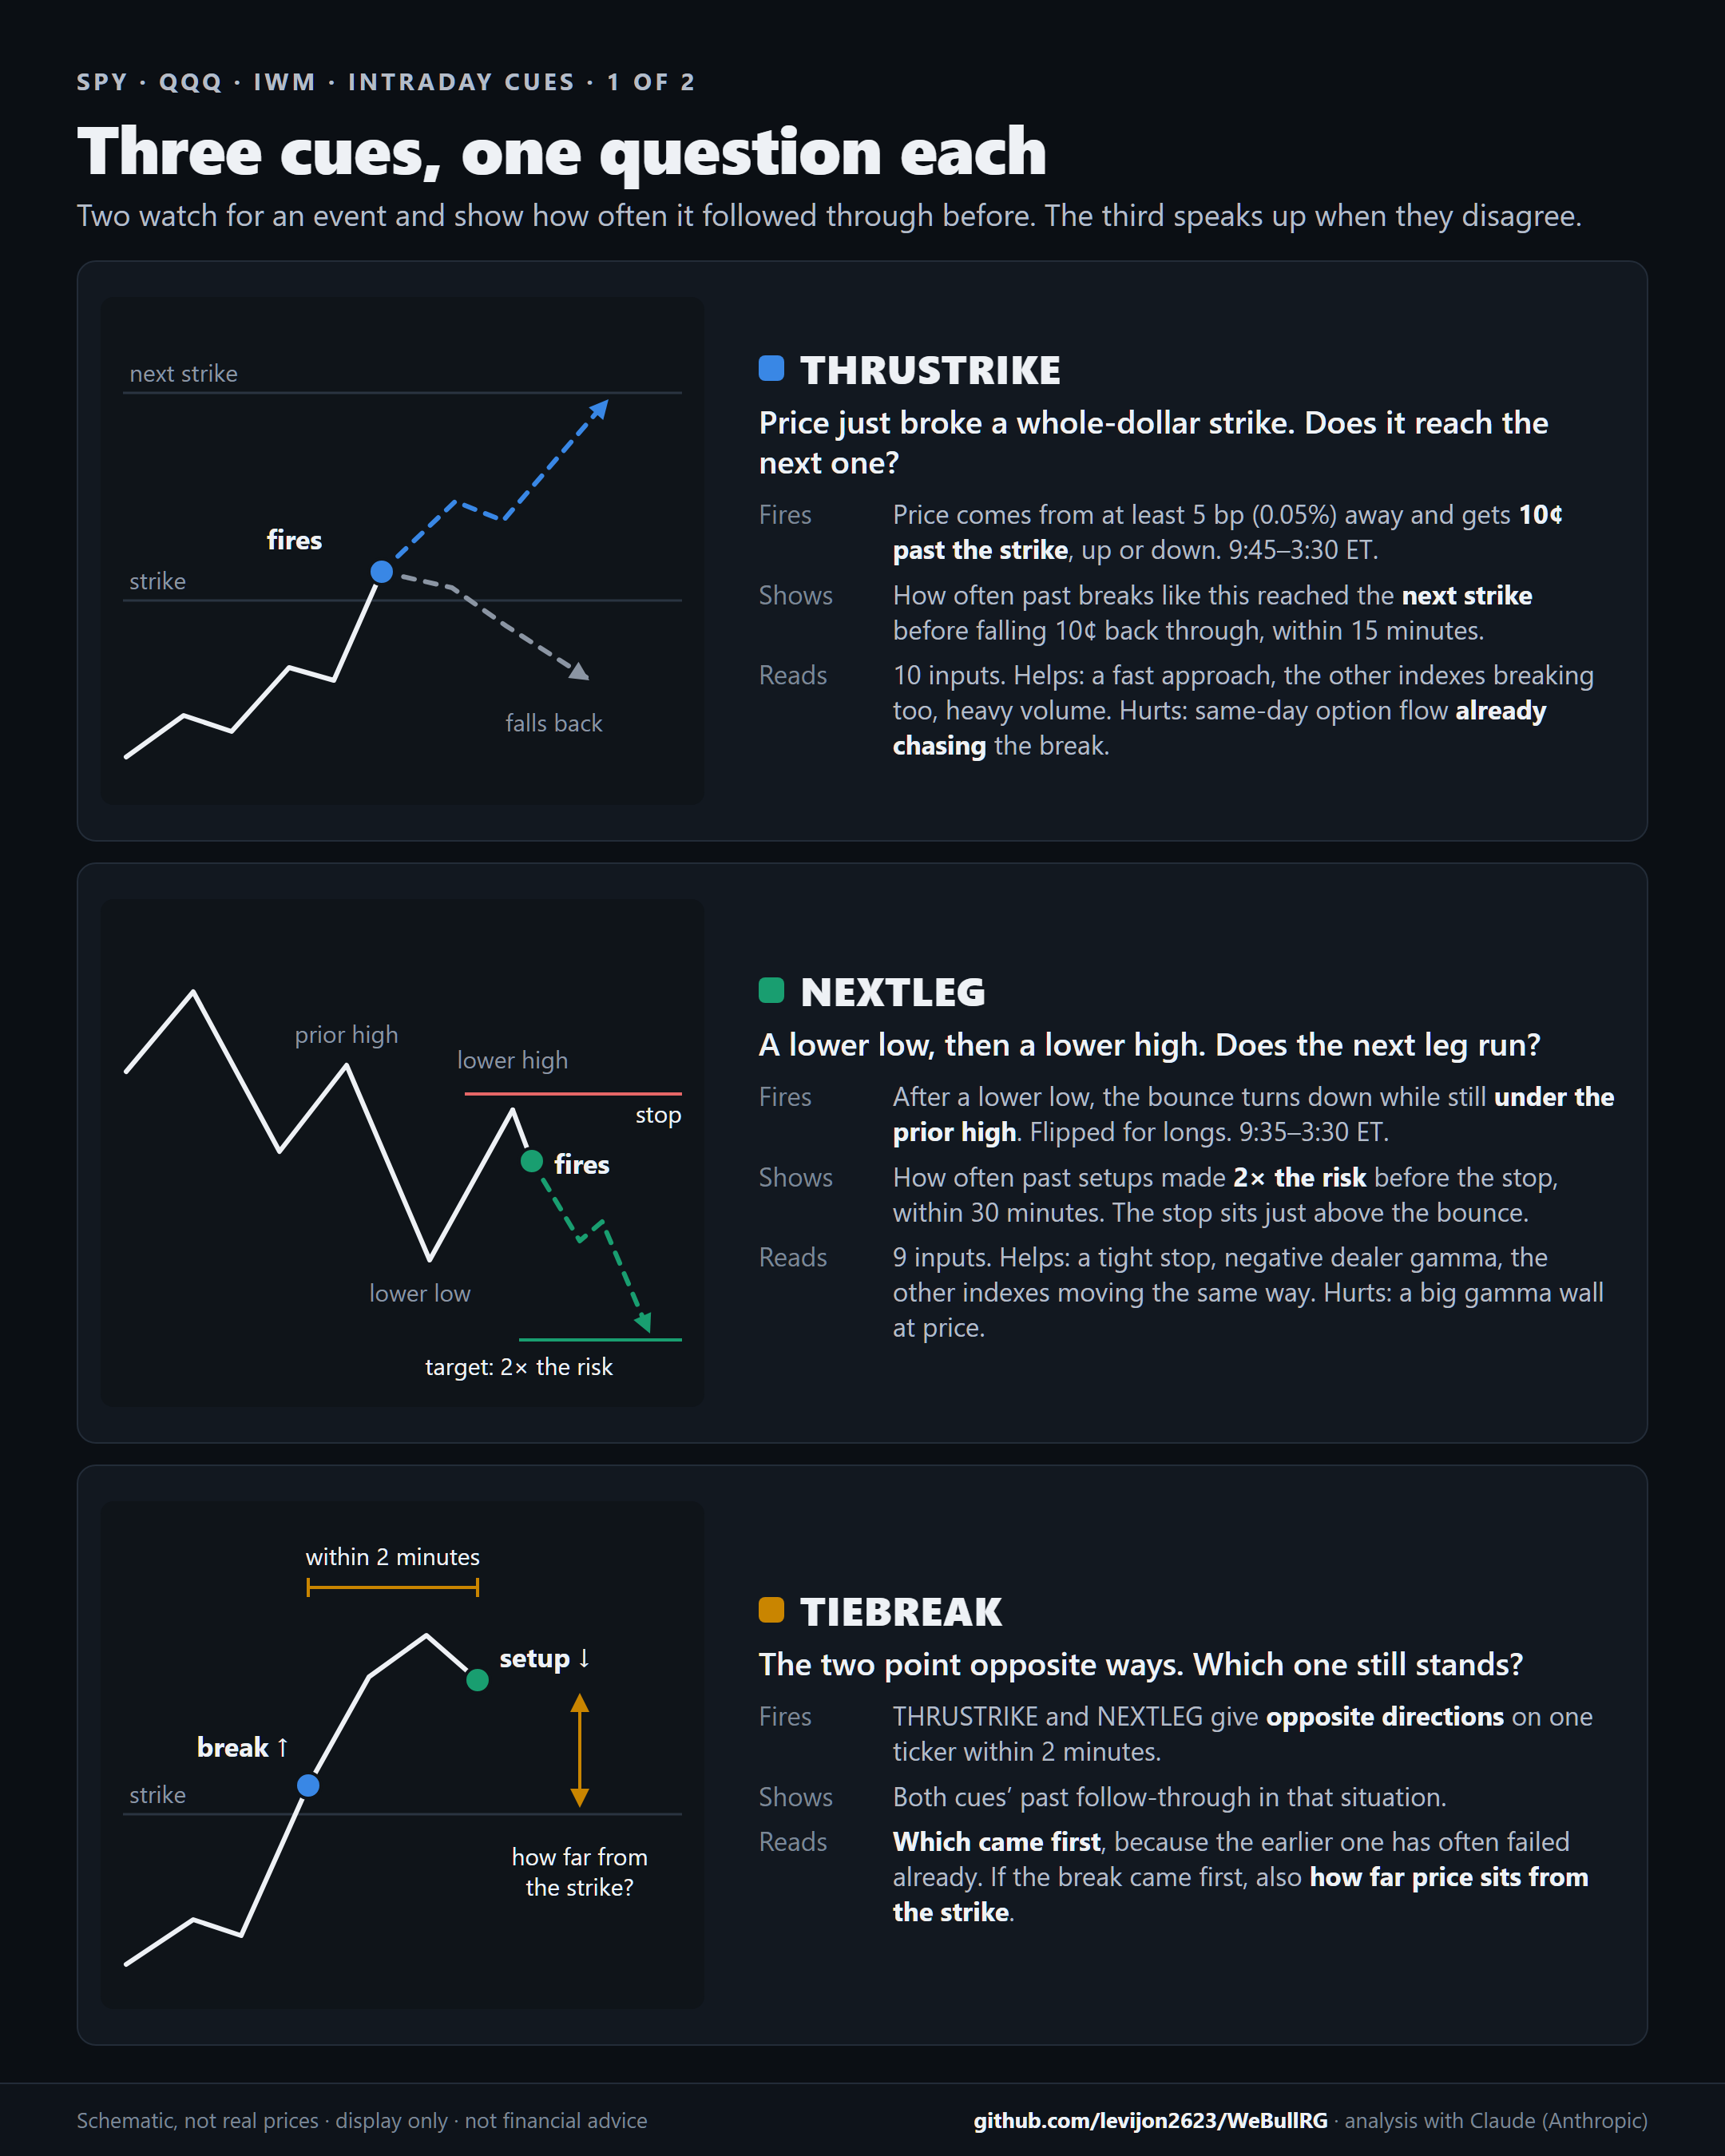 SPY · QQQ · IWM · INTRADAY CUES · 1 OF 2
Three cues, one question each
Two watch for an event and show how often it followed through before. The third speaks up when they disagree.
next strike
fires
strike
falls back
THRUSTRIKE
Price just broke a whole-dollar strike. Does it reach the
next one?
Fires Price comes from at least 5 bp (0.05%) away and gets 10¢
past the strike, up or down. 9:45–3:30 ET.
Shows How often past breaks like this reached the next strike
before falling 10¢ back through, within 15 minutes.
Reads 10 inputs. Helps: a fast approach, the other indexes breaking
too, heavy volume. Hurts: same-day option flow already
chasing the break.
prior high
lower high
stop
fires
lower low
target: 2× the risk
NEXTLEG
A lower low, then a lower high. Does the next leg run?
Fires After a lower low, the bounce turns down while still under the
prior high. Flipped for longs. 9:35–3:30 ET.
Shows How often past setups made 2× the risk before the stop,
within 30 minutes. The stop sits just above the bounce.
Reads 9 inputs. Helps: a tight stop, negative dealer gamma, the
other indexes moving the same way. Hurts: a big gamma wall
at price.
within 2 minutes
setup ↓
break ↑
strike
how far from
the strike?
TIEBREAK
The two point opposite ways. Which one still stands?
Fires THRUSTRIKE and NEXTLEG give opposite directions on one
ticker within 2 minutes.
Shows Both cues’ past follow-through in that situation.
Reads Which came first, because the earlier one has often failed
already. If the break came first, also how far price sits from
the strike.
Schematic, not real prices · display only · not financial advice
github.com/levijon2623/WeBullRG · analysis with Claude (Anthropic)